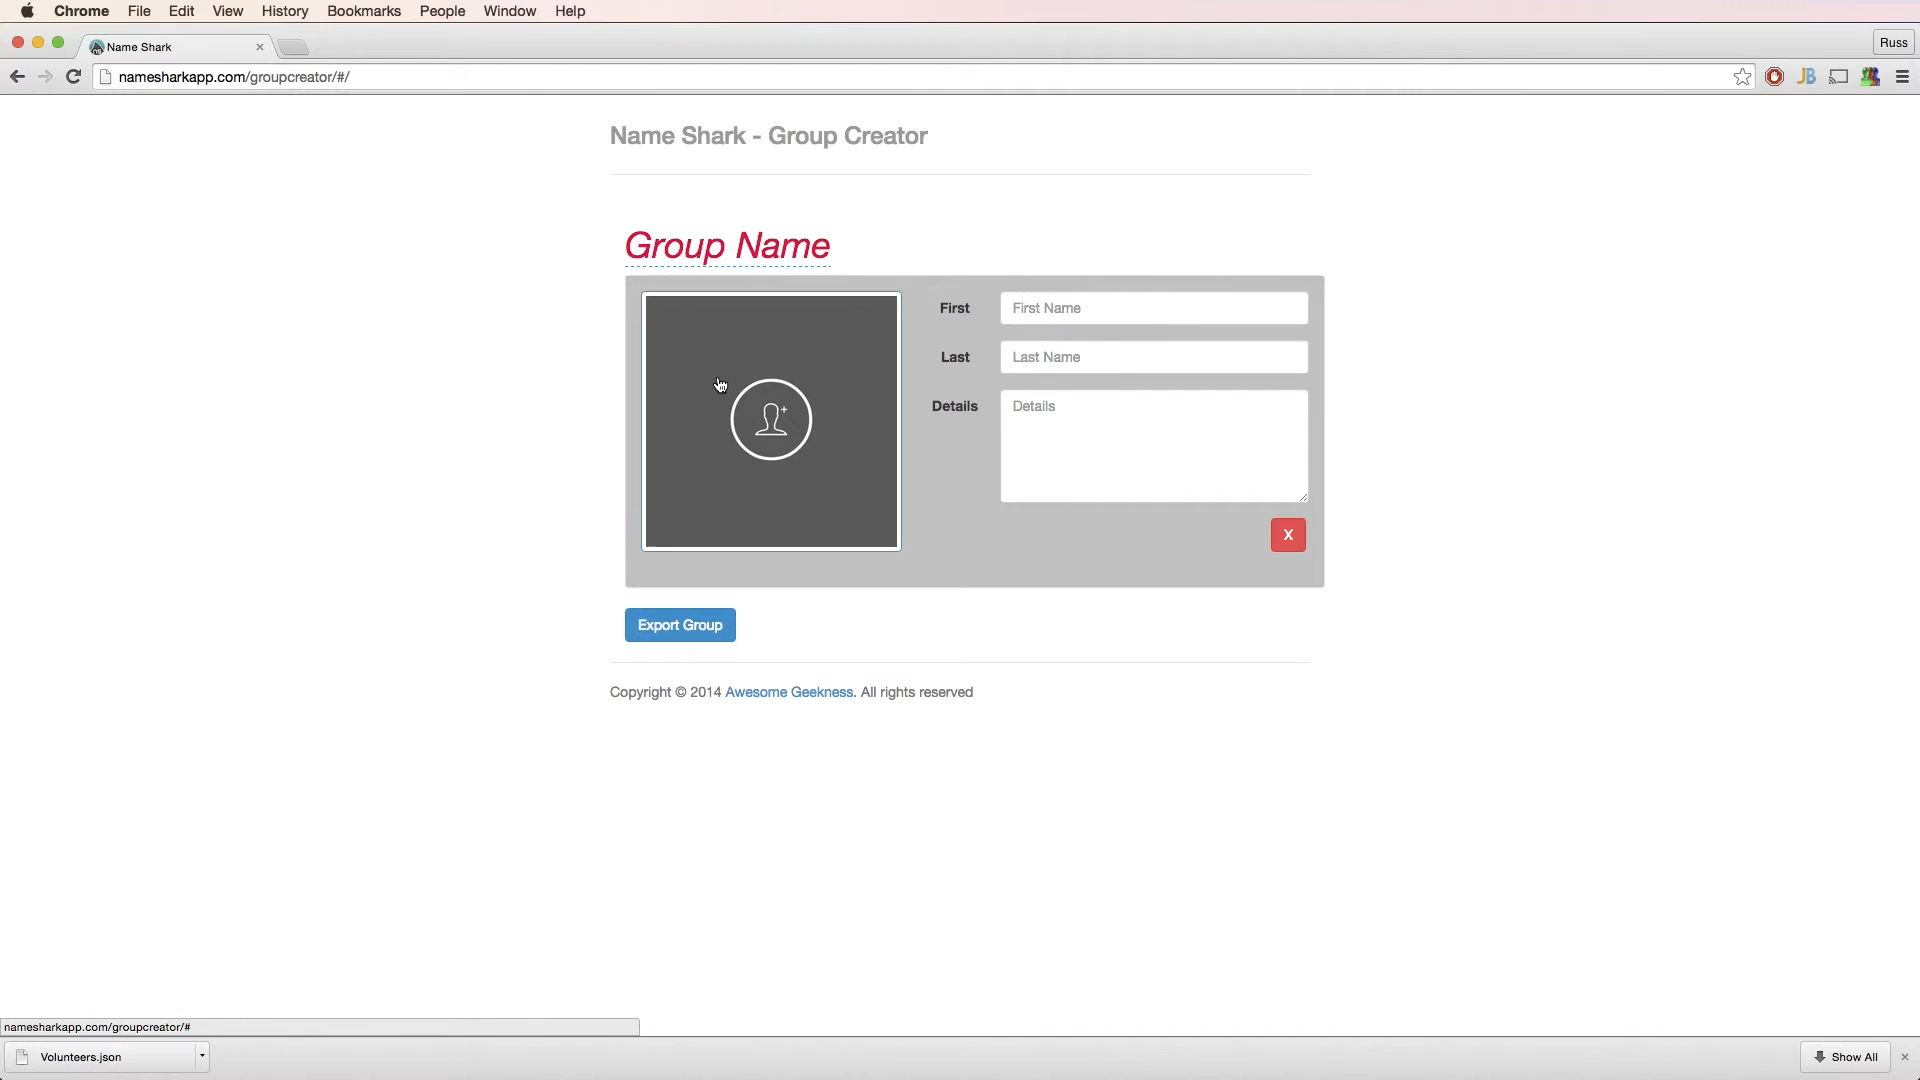 Chrome File Edit View History Bookmarks People Window Help
Name Shark
Russ
namesharkapp.com/groupcreator/#/
JB
Name Shark - Group Creator
Group Name
First First Name
Last Last Name
Details Details
X
Export Group
Copyright © 2014 Awesome Geekness. All rights reserved
namesharkapp.com/groupcreator/#
Volunteers.json
Show All